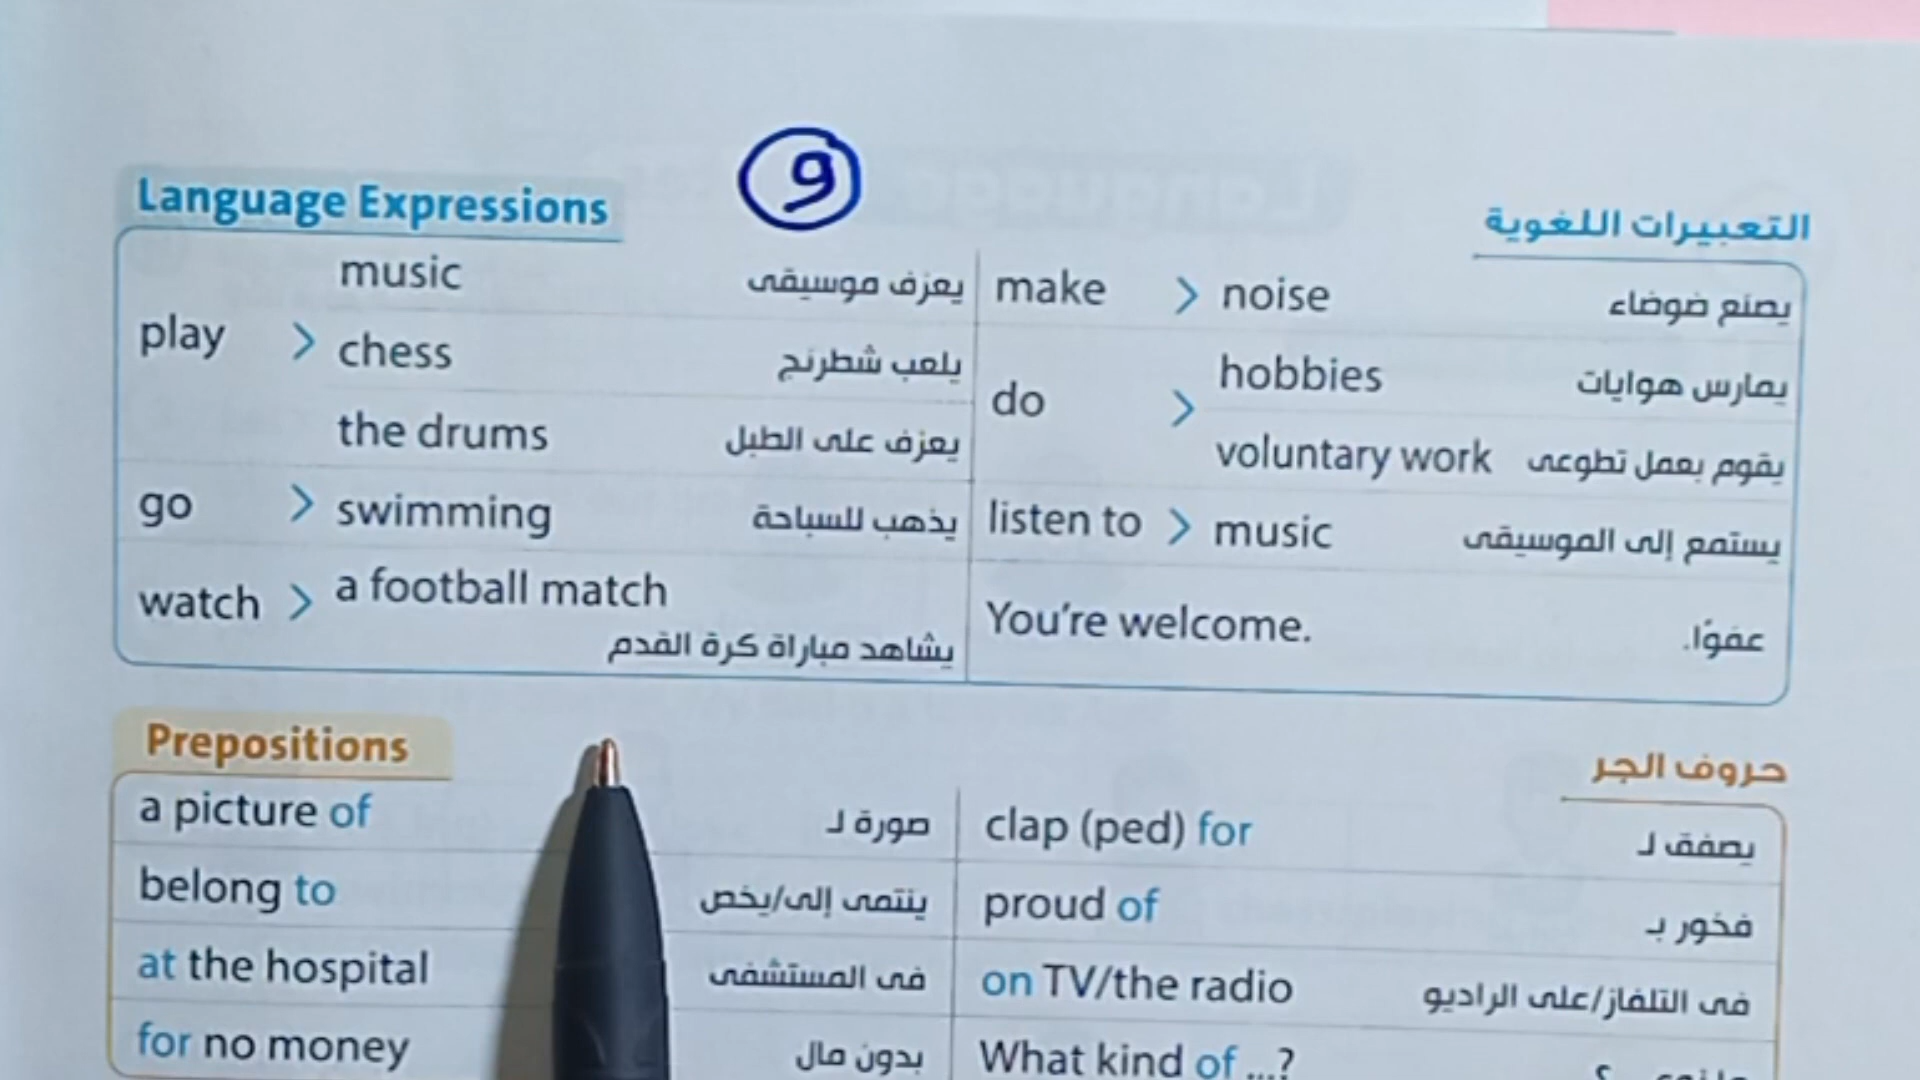 9
Language Expressions التعبيرات اللغوية
play > music يعزف موسيقى
chess يلعب شطرنج
the drums يعزف على الطبل
go > swimming يذهب للسباحة
watch > a football match
يشاهد مباراة كرة القدم
make > noise يصنع ضوضاء
do > hobbies يمارس هوايات
voluntary work يقوم بعمل تطوعى
listen to > music يستمع إلى الموسيقى
You're welcome. عفوًا.
Prepositions حروف الجر
a picture of صورة لـ
belong to ينتمى إلى/يخص
at the hospital فى المستشفى
for no money بدون مال
clap (ped) for يصفق لـ
proud of فخور بـ
on TV/the radio فى التلفاز/على الراديو
What kind of ...?